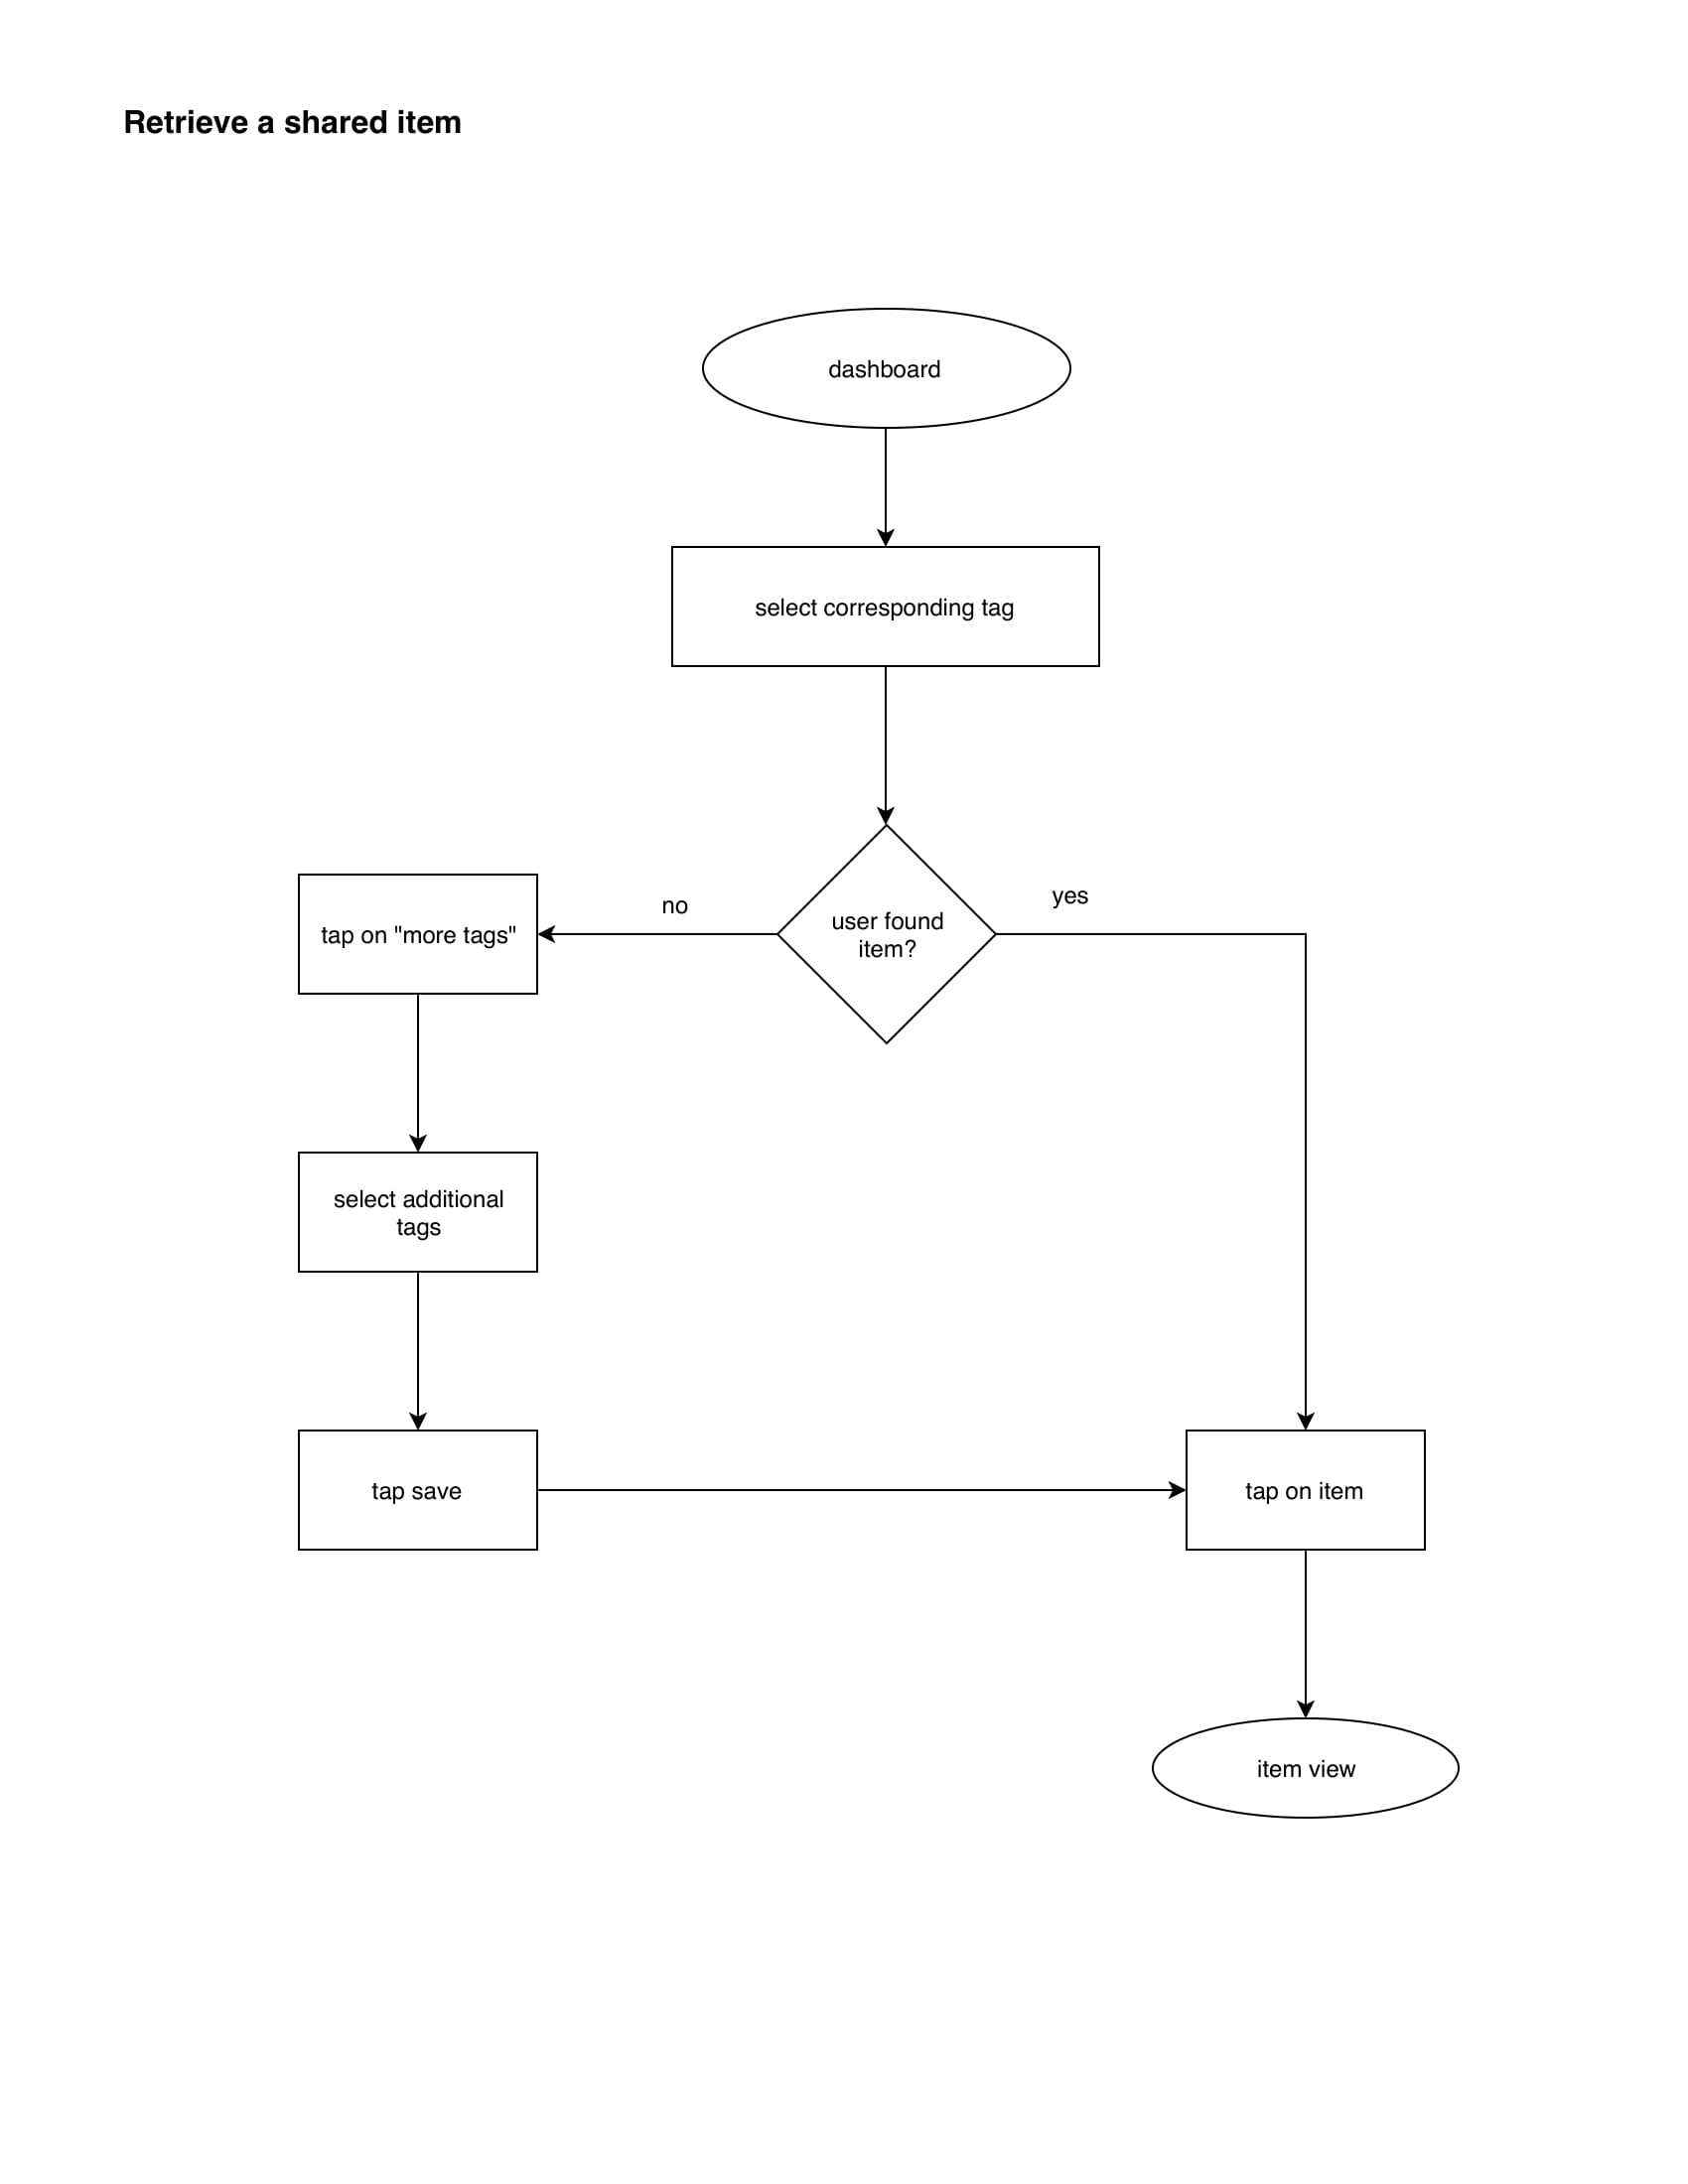 Retrieve a shared item
dashboard
select corresponding tag
user found
item?
no
yes
tap on "more tags"
select additional
tags
tap save
tap on item
item view